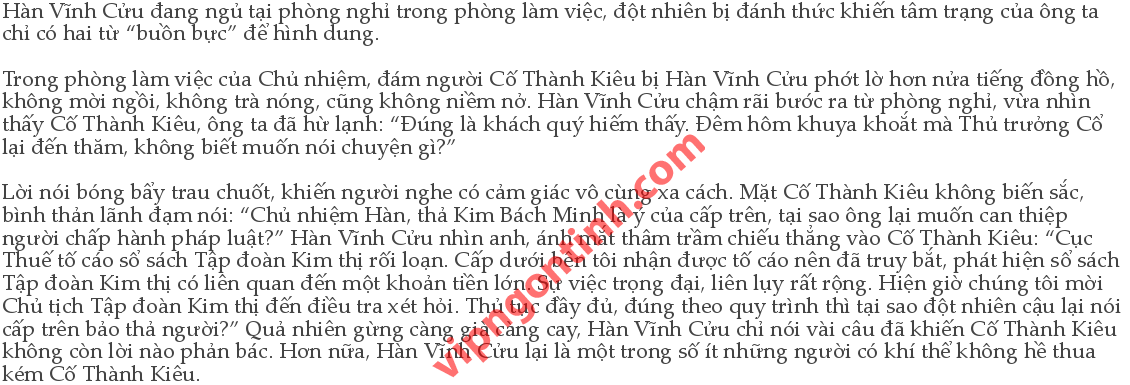 Hàn Vĩnh Cửu đang ngủ tại phòng nghỉ trong phòng làm việc, đột nhiên bị đánh thức khiến tâm trạng của ông ta
chỉ có hai từ “buồn bực” để hình dung.
Trong phòng làm việc của Chủ nhiệm, đám người Cố Thành Kiêu bị Hàn Vĩnh Cửu phớt lờ hơn nửa tiếng đồng hồ,
không mời ngồi, không trà nóng, cũng không niềm nở. Hàn Vĩnh Cửu chậm rãi bước ra từ phòng nghỉ, vừa nhìn
thấy Cố Thành Kiêu, ông ta đã hừ lạnh: “Đúng là khách quý hiếm thấy. Đêm hôm khuya khoắt mà Thủ trưởng Cố
lại đến thăm, không biết muốn nói chuyện gì?”
Lời nói bóng bẩy trau chuốt, khiến người nghe có cảm giác vô cùng xa cách. Mặt Cố Thành Kiêu không biến sắc,
bình thản lãnh đạm nói: “Chủ nhiệm Hàn, thả Kim Bách Minh là ý của cấp trên, tại sao ông lại muốn can thiệp
người chấp hành pháp luật?” Hàn Vĩnh Cửu nhìn anh, ánh mắt thâm trầm chiếu thẳng vào Cố Thành Kiêu: “Cục
Thuế tố cáo sổ sách Tập đoàn Kim thị rối loạn. Cấp dưới bên tôi nhận được tố cáo nên đã truy bắt, phát hiện sổ sách
Tập đoàn Kim thị có liên quan đến một khoản tiền lớn. Sự việc trọng đại, liên lụy rất rộng. Hiện giờ chúng tôi mời
Chủ tịch Tập đoàn Kim thị đến điều tra xét hỏi. Thủ tục đầy đủ, đúng theo quy trình thì tại sao đột nhiên cậu lại nói
cấp trên bảo thả người?” Quả nhiên gừng càng già càng cay, Hàn Vĩnh Cửu chỉ nói vài câu đã khiến Cố Thành Kiêu
không còn lời nào phản bác. Hơn nữa, Hàn Vĩnh Cửu lại là một trong số ít những người có khí thế không hề thua
kém Cố Thành Kiêu.
vipngontinh.com